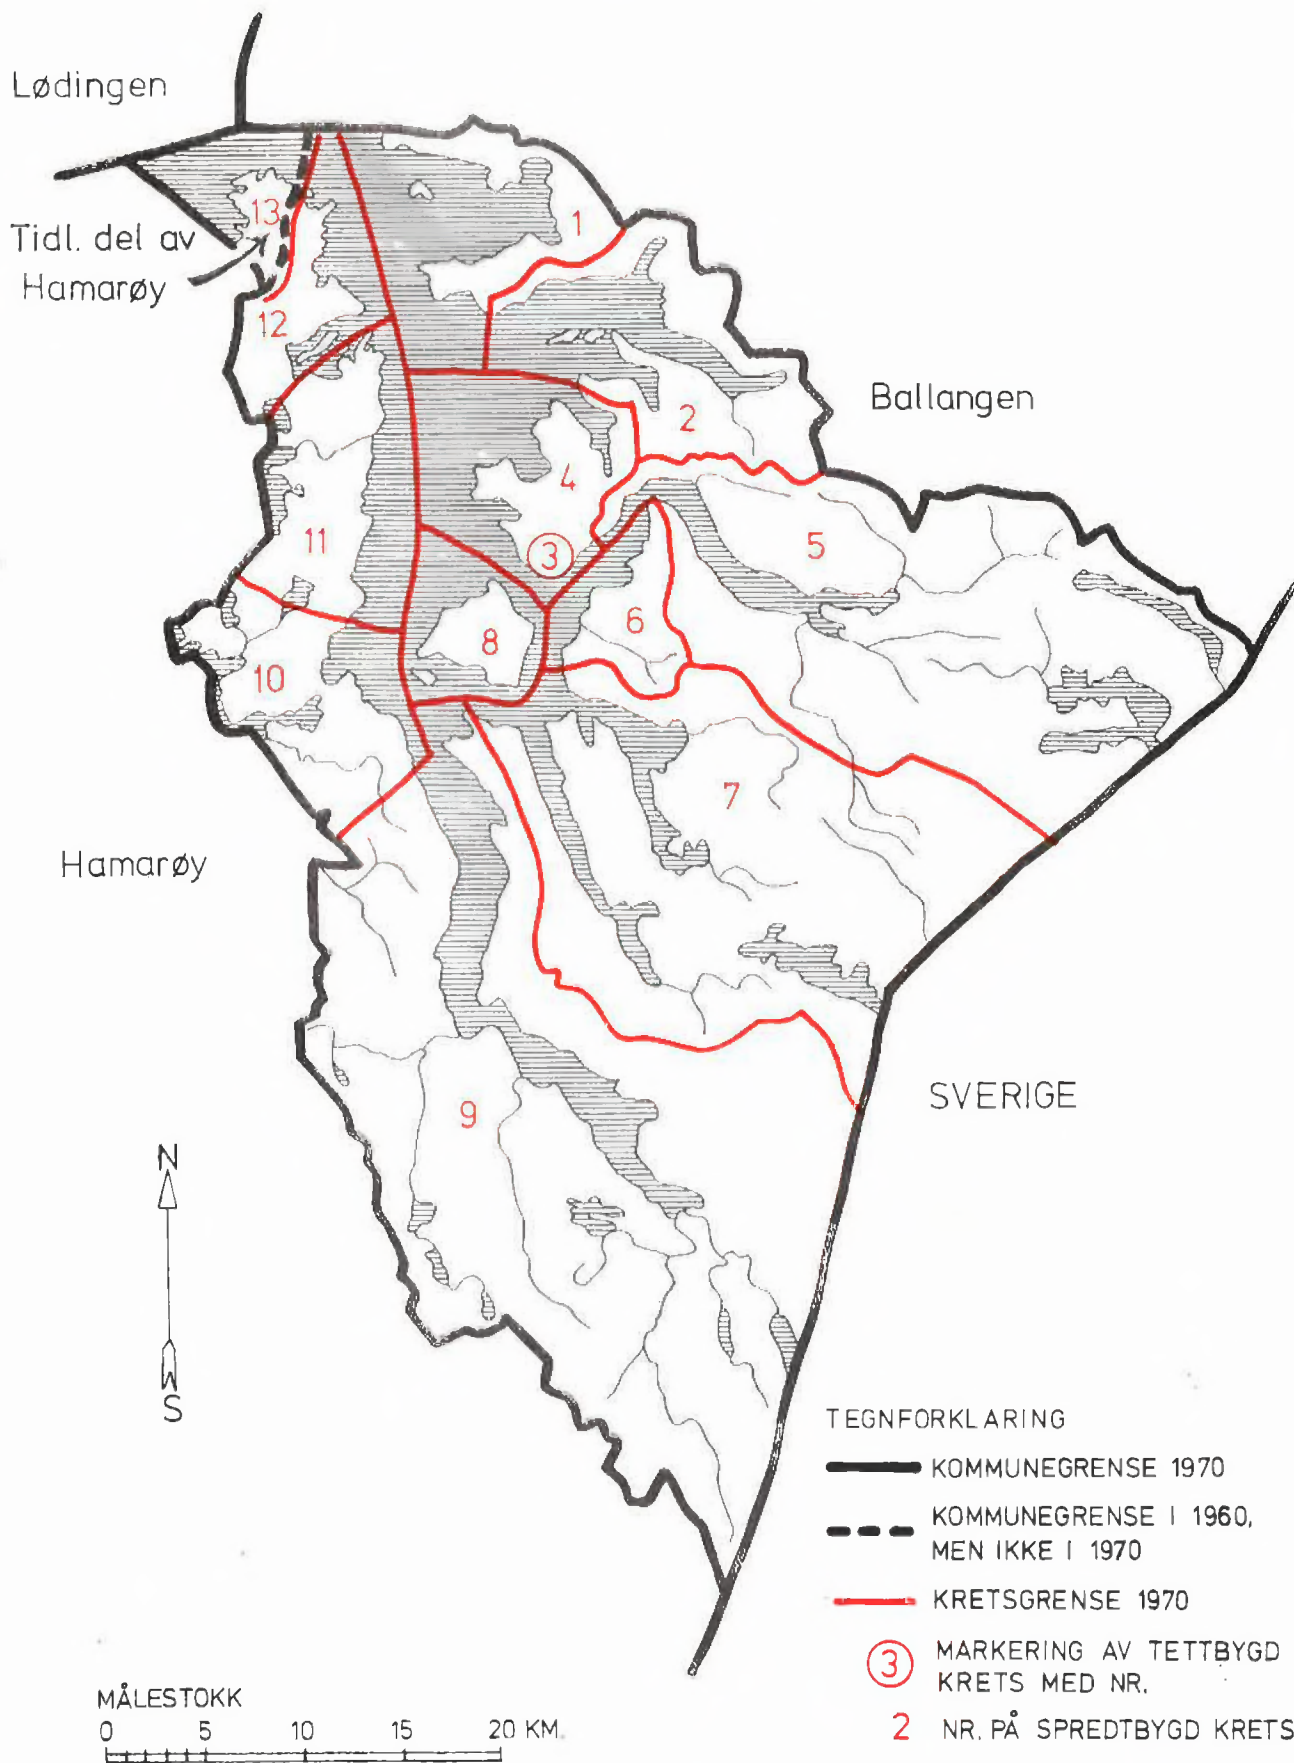 Lødingen
13
1
Tidl. del av
Hamarøy
12
2
Ballangen
4
11
3
5
6
8
10
7
Hamarøy
9
SVERIGE
N
S
TEGNFORKLARING
KOMMUNEGRENSE 1970
KOMMUNEGRENSE I 1960,
MEN IKKE I 1970
KRETSGRENSE 1970
3 MARKERING AV TETTBYGD
KRETS MED NR.
2 NR. PÅ SPREDTBYGD KRETS
MÅLESTOKK
0 5 10 15 20 KM.